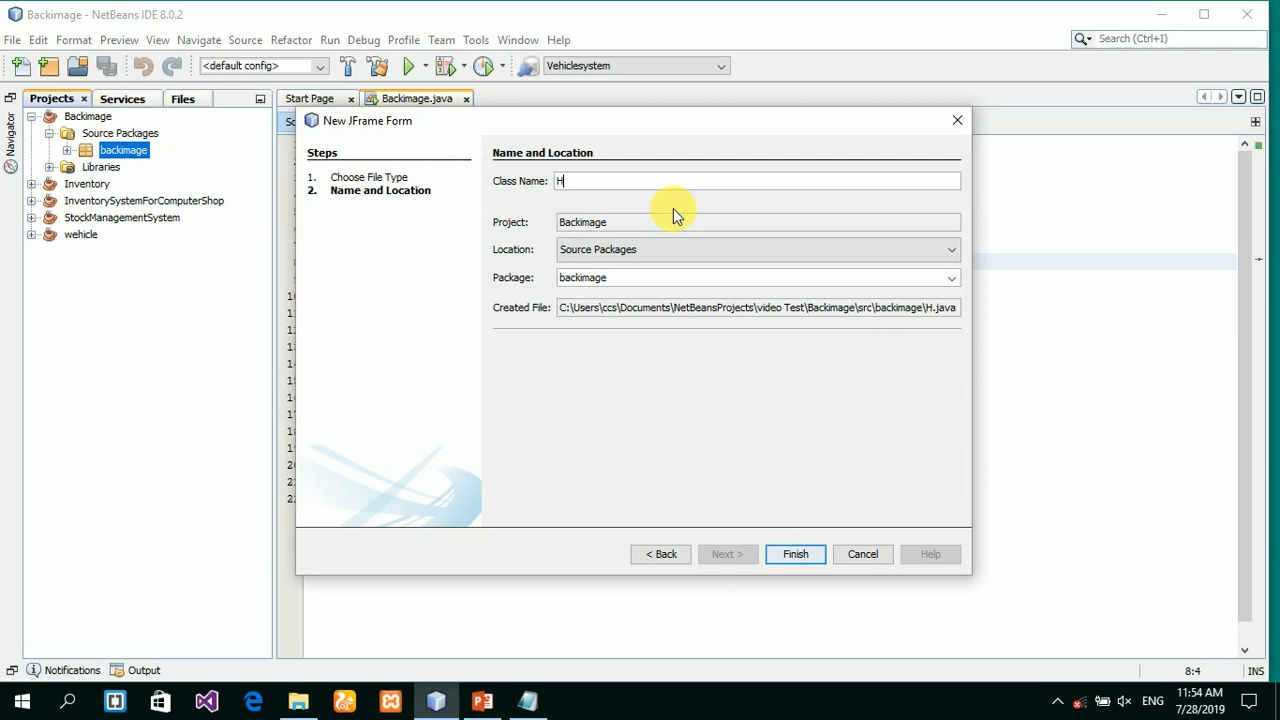 Backimage - NetBeans IDE 8.0.2
File Edit Format Preview View Navigate Source Refactor Run Debug Profile Team Tools Window Help
Search (Ctrl+I)
<default config>
Vehiclesystem
Projects Services Files
Start Page Backimage.java
Navigator
Backimage
Source Packages
backimage
Libraries
Inventory
InventorySystemForComputerShop
StockManagementSystem
wehicle
New JFrame Form
Steps
1. Choose File Type
2. Name and Location
Name and Location
Class Name: H
Project: Backimage
Location: Source Packages
Package: backimage
Created File: C:\Users\ccs\Documents\NetBeansProjects\video Test\Backimage\src\backimage\H.java
< Back Next > Finish Cancel Help
Notifications Output
8:4 INS
ENG
11:54 AM
7/28/2019